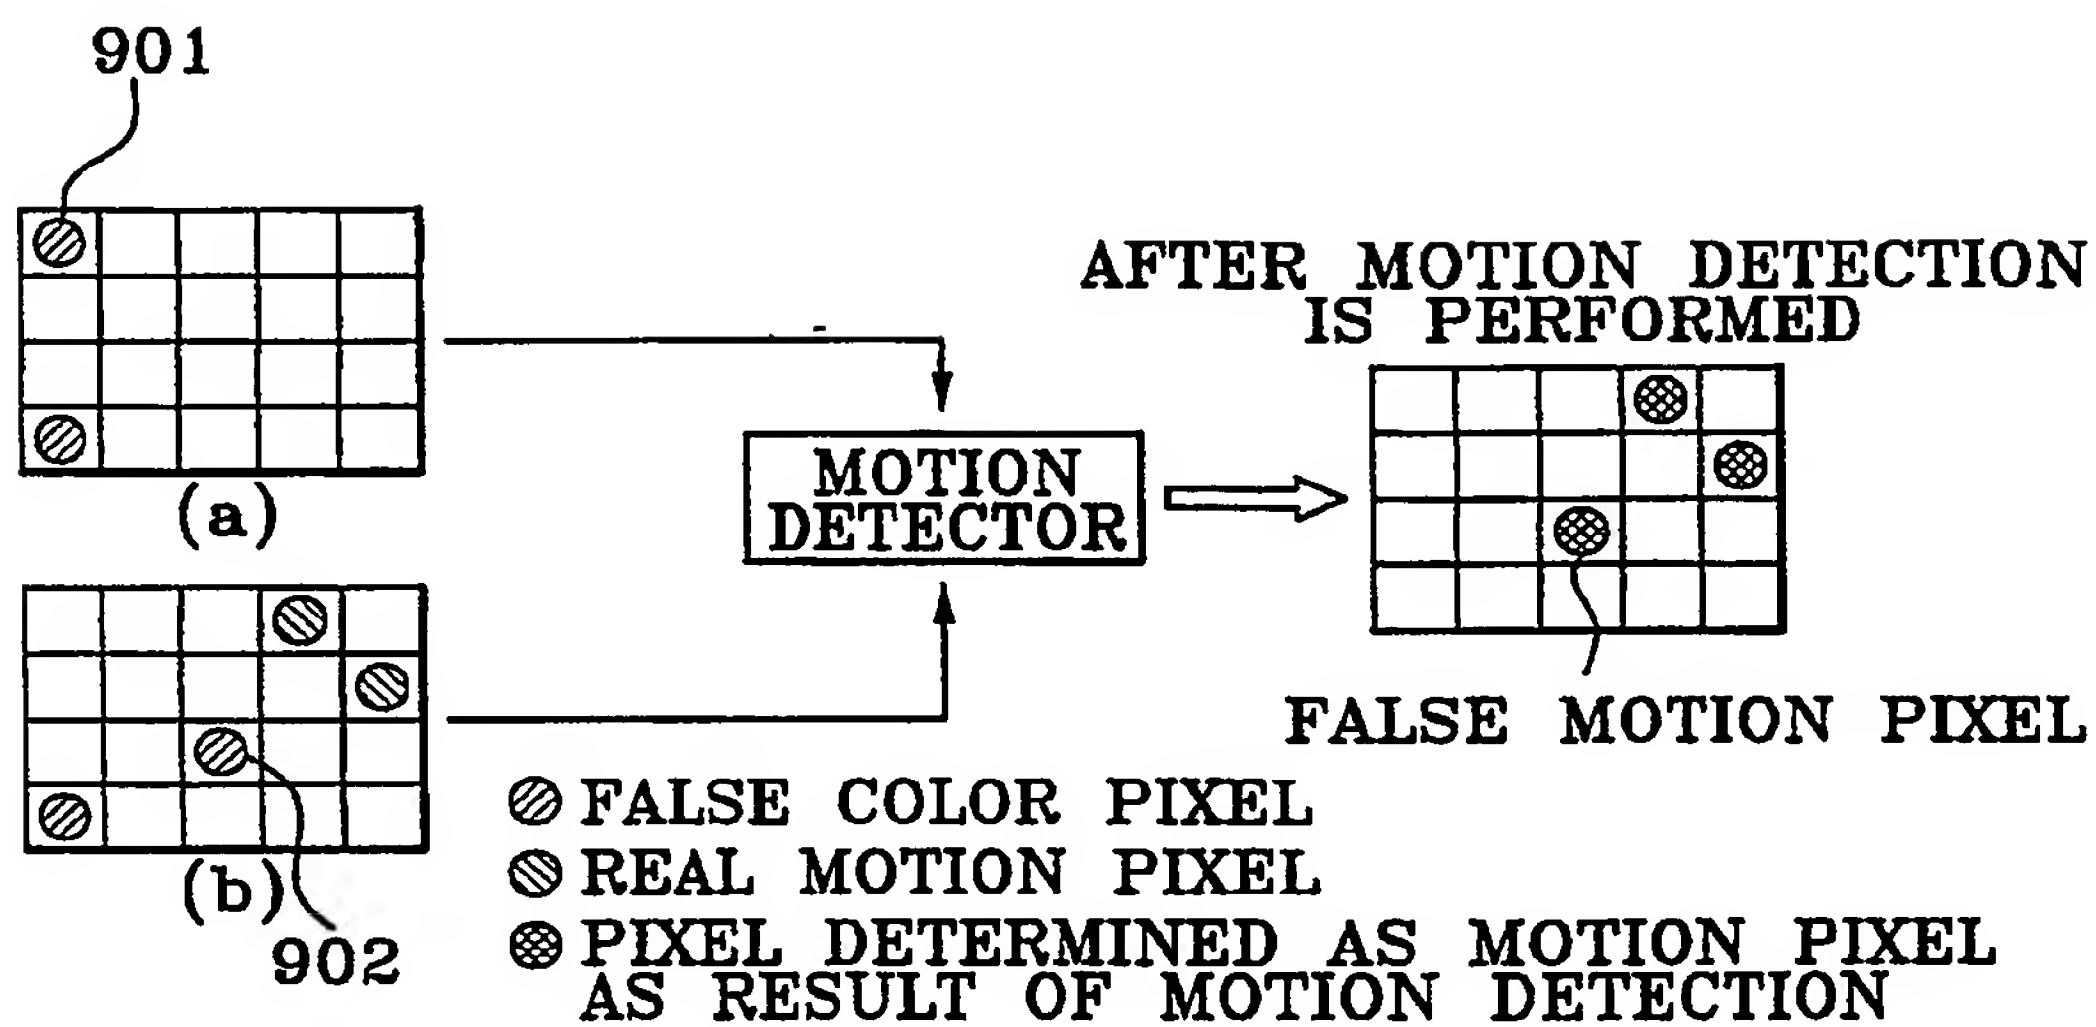 901
(a)
(b)
902
MOTION
DETECTOR
AFTER MOTION DETECTION
IS PERFORMED
FALSE MOTION PIXEL
FALSE COLOR PIXEL
REAL MOTION PIXEL
PIXEL DETERMINED AS MOTION PIXEL
AS RESULT OF MOTION DETECTION